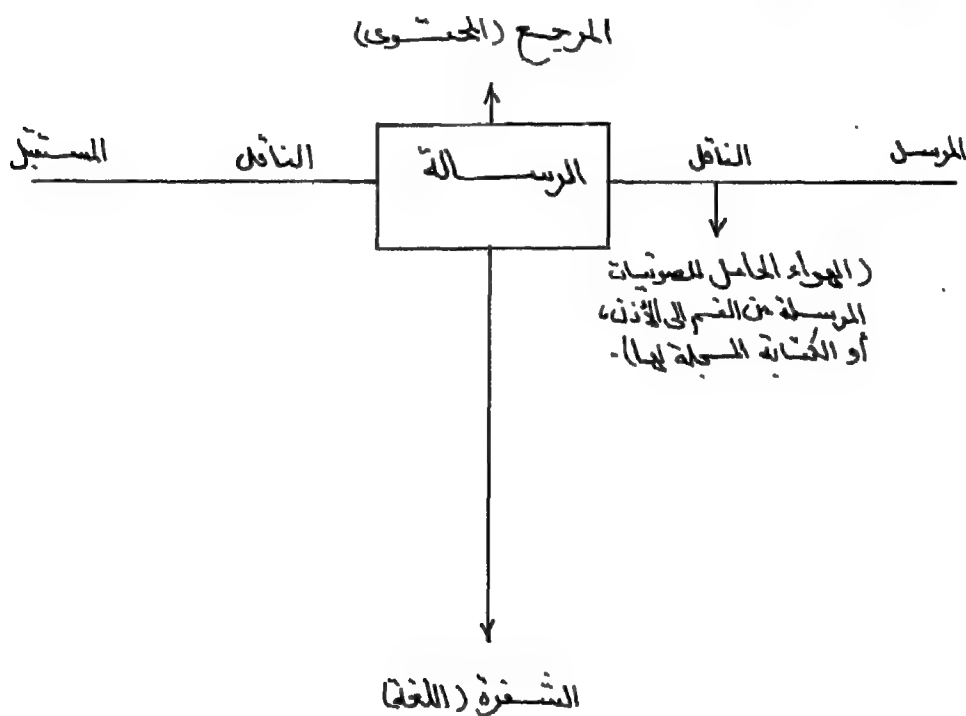 المرجع (المحتوى)
المرسل
الناقل
الرسالة
الناقل
المستقبل
(الهواء الحامل للصوتيات
المرسلة من الفم إلى الأذن،
أو الكتابة المسجلة لها).
الشفرة (اللغة)